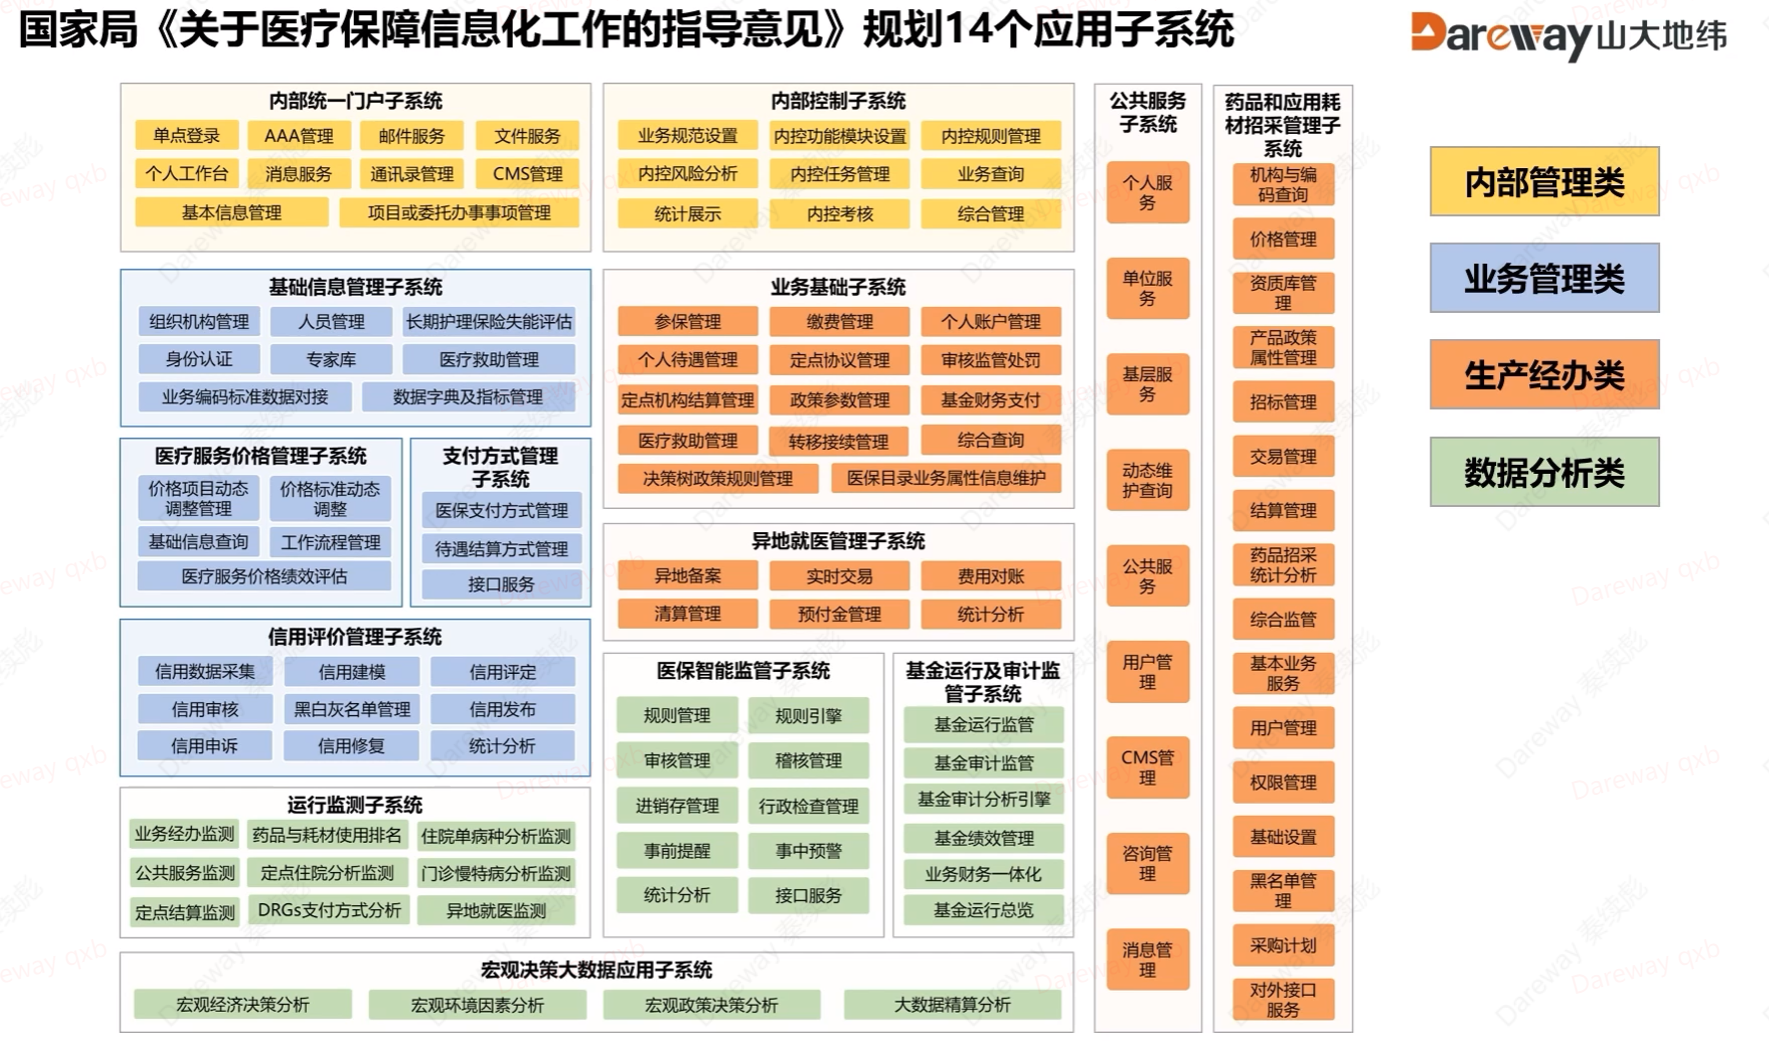 国家局《关于医疗保障信息化工作的指导意见》规划14个应用子系统
Dareway山大地纬
内部统一门户子系统
单点登录
AAA管理
邮件服务
文件服务
个人工作台
消息服务
通讯录管理
CMS管理
基本信息管理
项目或委托办事事项管理
内部控制子系统
业务规范设置
内控功能模块设置
内控规则管理
内控风险分析
内控任务管理
业务查询
统计展示
内控考核
综合管理
基础信息管理子系统
组织机构管理
人员管理
长期护理保险失能评估
身份认证
专家库
医疗救助管理
业务编码标准数据对接
数据字典及指标管理
业务基础子系统
参保管理
缴费管理
个人账户管理
个人待遇管理
定点协议管理
审核监管处罚
定点机构结算管理
政策参数管理
基金财务支付
医疗救助管理
转移接续管理
综合查询
决策树政策规则管理
医保目录业务属性信息维护
医疗服务价格管理子系统
价格项目动态
调整管理
价格标准动态
调整
基础信息查询
工作流程管理
医疗服务价格绩效评估
支付方式管理
子系统
医保支付方式管理
待遇结算方式管理
接口服务
异地就医管理子系统
异地备案
实时交易
费用对账
清算管理
预付金管理
统计分析
信用评价管理子系统
信用数据采集
信用建模
信用评定
信用审核
黑白灰名单管理
信用发布
信用申诉
信用修复
统计分析
医保智能监管子系统
规则管理
规则引擎
审核管理
稽核管理
进销存管理
行政检查管理
事前提醒
事中预警
统计分析
接口服务
基金运行及审计监
管子系统
基金运行监管
基金审计监管
基金审计分析引擎
基金绩效管理
业务财务一体化
基金运行总览
运行监测子系统
业务经办监测
药品与耗材使用排名
住院单病种分析监测
公共服务监测
定点住院分析监测
门诊慢特病分析监测
定点结算监测
DRGs支付方式分析
异地就医监测
宏观决策大数据应用子系统
宏观经济决策分析
宏观环境因素分析
宏观政策决策分析
大数据精算分析
公共服务
子系统
个人服
务
单位服
务
基层服
务
动态维
护查询
公共服
务
用户管
理
CMS管
理
咨询管
理
消息管
理
药品和应用耗
材招采管理子
系统
机构与编
码查询
价格管理
资质库管
理
产品政策
属性管理
招标管理
交易管理
结算管理
药品招采
统计分析
综合监管
基本业务
服务
用户管理
权限管理
基础设置
黑名单管
理
采购计划
对外接口
服务
内部管理类
业务管理类
生产经办类
数据分析类
Dareway qxb
Dareway 秦续彪